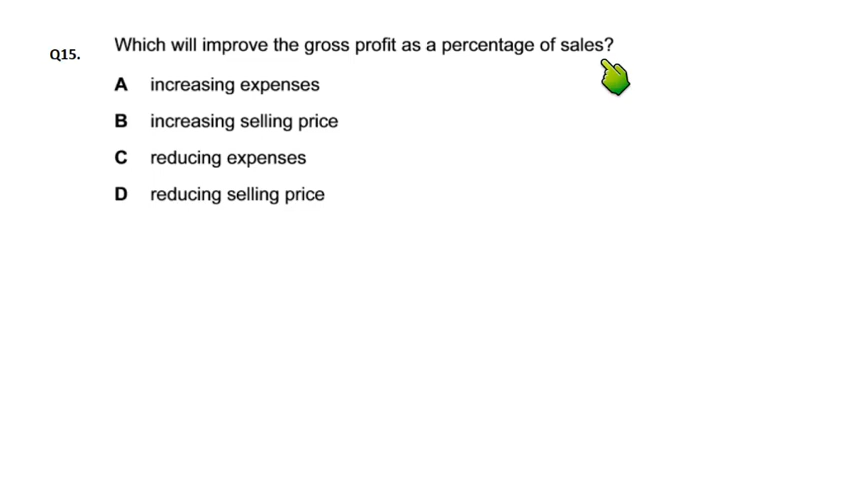 Q15. Which will improve the gross profit as a percentage of sales?
A increasing expenses
B increasing selling price
C reducing expenses
D reducing selling price